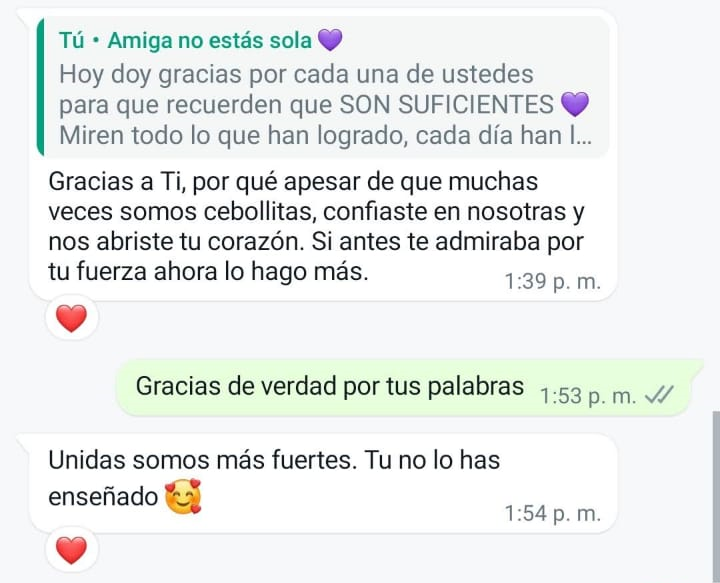 Tú • Amiga no estás sola 💜
Hoy doy gracias por cada una de ustedes
para que recuerden que SON SUFICIENTES 💜
Miren todo lo que han logrado, cada día han l...
Gracias a Ti, por qué apesar de que muchas
veces somos cebollitas, confiaste en nosotras y
nos abriste tu corazón. Si antes te admiraba por
tu fuerza ahora lo hago más.
1:39 p. m.
Gracias de verdad por tus palabras
1:53 p. m.
Unidas somos más fuertes. Tu no lo has
enseñado 🥰
1:54 p. m.